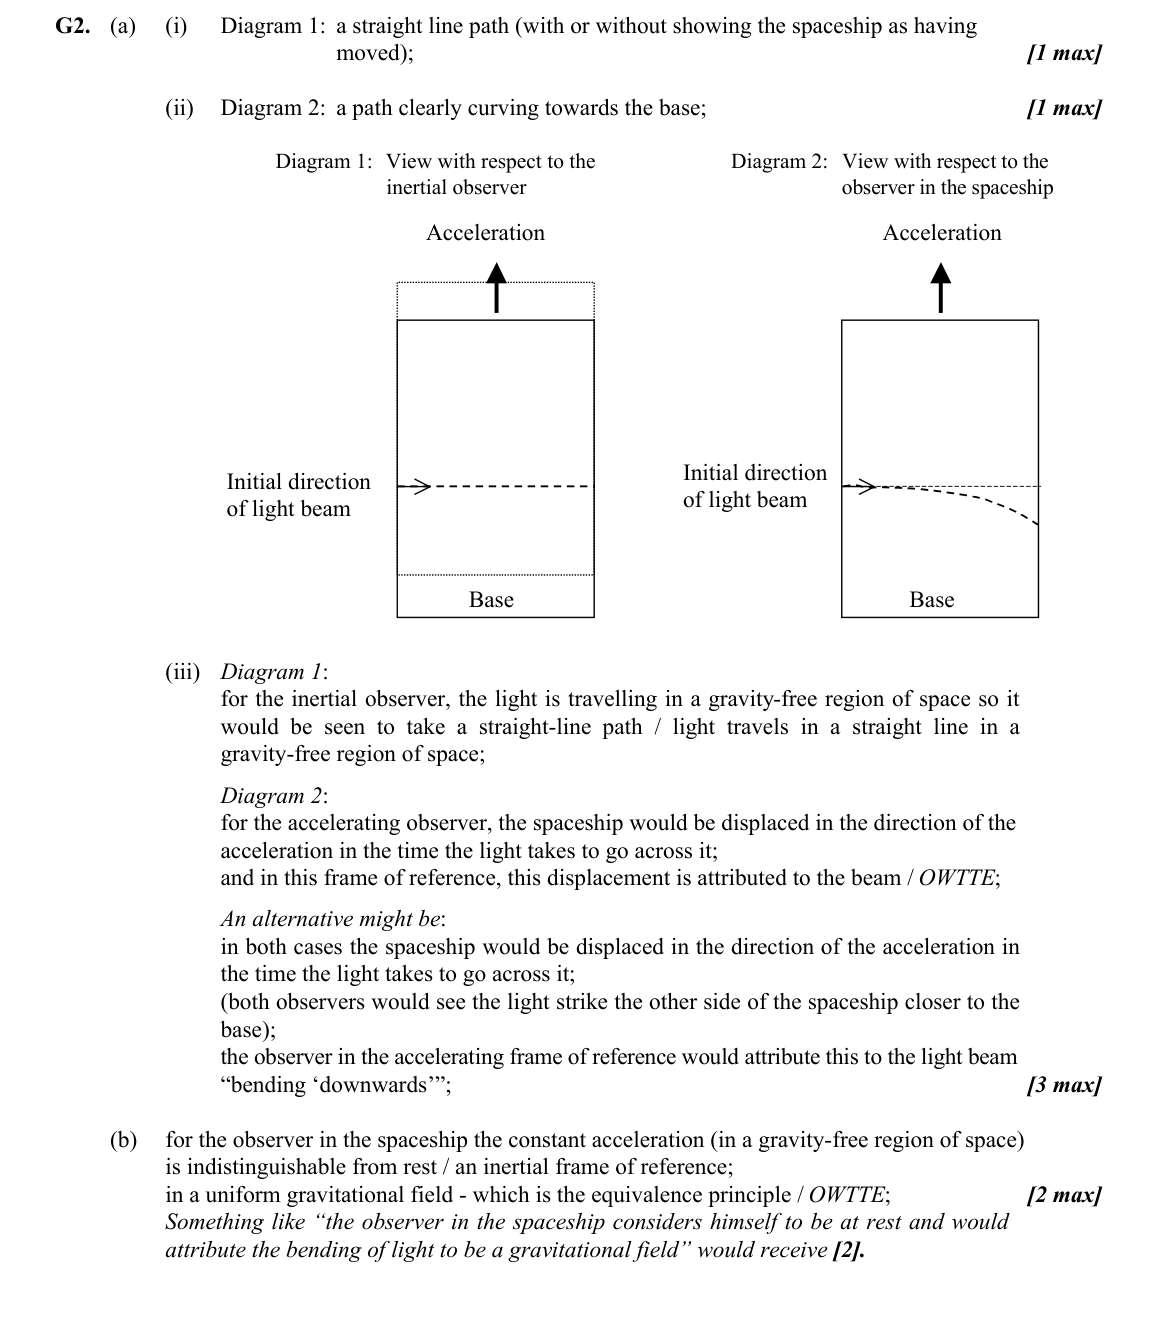 G2. (a) (i) Diagram 1: a straight line path (with or without showing the spaceship as having
moved); [1 max]
(ii) Diagram 2: a path clearly curving towards the base; [1 max]
Diagram 1: View with respect to the
inertial observer
Diagram 2: View with respect to the
observer in the spaceship
Acceleration
Acceleration
Initial direction
of light beam
Initial direction
of light beam
Base
Base
(iii) Diagram 1:
for the inertial observer, the light is travelling in a gravity-free region of space so it
would be seen to take a straight-line path / light travels in a straight line in a
gravity-free region of space;
Diagram 2:
for the accelerating observer, the spaceship would be displaced in the direction of the
acceleration in the time the light takes to go across it;
and in this frame of reference, this displacement is attributed to the beam / OWTTE;
An alternative might be:
in both cases the spaceship would be displaced in the direction of the acceleration in
the time the light takes to go across it;
(both observers would see the light strike the other side of the spaceship closer to the
base);
the observer in the accelerating frame of reference would attribute this to the light beam
“bending ‘downwards’”; [3 max]
(b) for the observer in the spaceship the constant acceleration (in a gravity-free region of space)
is indistinguishable from rest / an inertial frame of reference;
in a uniform gravitational field - which is the equivalence principle / OWTTE; [2 max]
Something like “the observer in the spaceship considers himself to be at rest and would
attribute the bending of light to be a gravitational field” would receive [2].